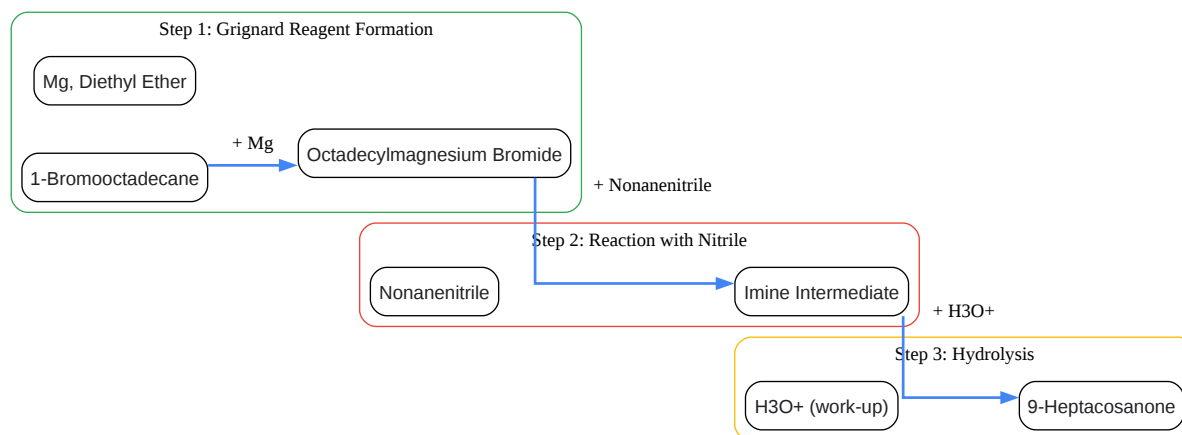 Step 1: Grignard Reagent Formation
Mg, Diethyl Ether
+ Mg
1-Bromooctadecane
Octadecylmagnesium Bromide
+ Nonanenitrile
Step 2: Reaction with Nitrile
Nonanenitrile
Imine Intermediate
+ H3O+
Step 3: Hydrolysis
H3O+ (work-up)
9-Heptacosanone